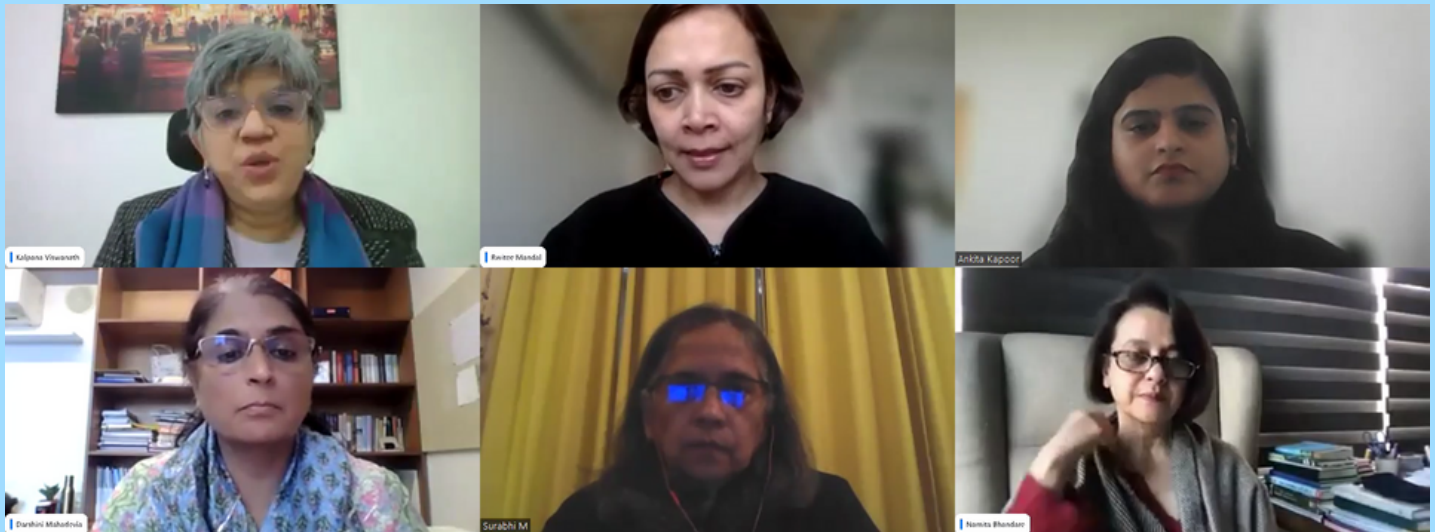 Kalpana Viswanath
Rwitee Mandal
Ankita Kapoor
Darshini Mahadevia
Surabhi M
Namita Bhandare